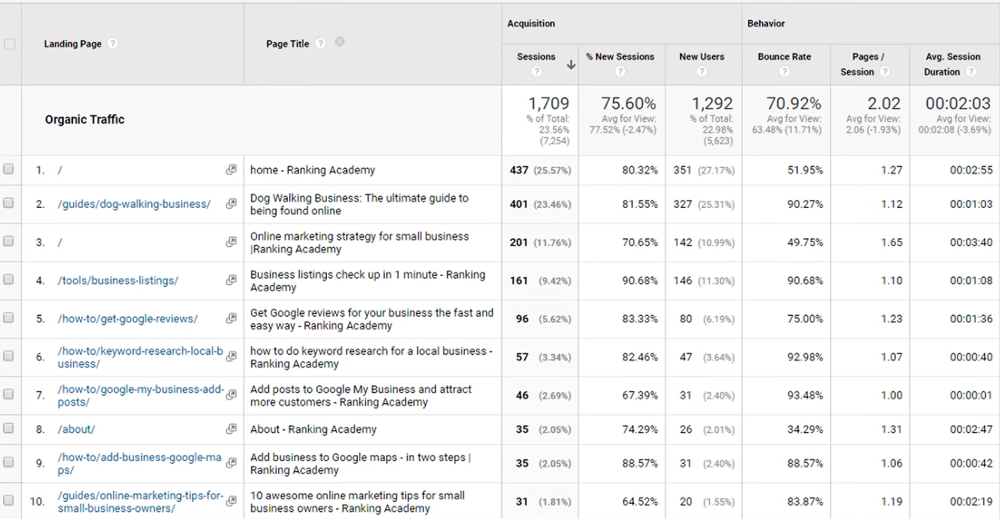 Acquisition
Behavior
Landing Page ?
Page Title ?
Sessions
?
% New Sessions
?
New Users
?
Bounce Rate
?
Pages /
Session ?
Avg. Session
Duration ?
Organic Traffic
1,709
% of Total:
23.56%
(7,254)
75.60%
Avg for View:
77.52% (-2.47%)
1,292
% of Total:
22.98%
(5,623)
70.92%
Avg for View:
63.48% (11.71%)
2.02
Avg for View:
2.06 (-1.93%)
00:02:03
Avg for View:
00:02:08 (-3.69%)
1. / home - Ranking Academy 437 (25.57%) 80.32% 351 (27.17%) 51.95% 1.27 00:02:55
2. /guides/dog-walking-business/
Dog Walking Business: The ultimate guide to
being found online
401 (23.46%) 81.55% 327 (25.31%) 90.27% 1.12 00:01:03
3. /
Online marketing strategy for small business
|Ranking Academy
201 (11.76%) 70.65% 142 (10.99%) 49.75% 1.65 00:03:40
4. /tools/business-listings/
Business listings check up in 1 minute - Ranking
Academy
161 (9.42%) 90.68% 146 (11.30%) 90.68% 1.10 00:01:08
5. /how-to/get-google-reviews/
Get Google reviews for your business the fast and
easy way - Ranking Academy
96 (5.62%) 83.33% 80 (6.19%) 75.00% 1.23 00:01:36
6. /how-to/keyword-research-local-b
usiness/
how to do keyword research for a local business -
Ranking Academy
57 (3.34%) 82.46% 47 (3.64%) 92.98% 1.07 00:00:40
7. /how-to/google-my-business-add-
posts/
Add posts to Google My Business and attract
more customers - Ranking Academy
46 (2.69%) 67.39% 31 (2.40%) 93.48% 1.00 00:00:01
8. /about/ About - Ranking Academy 35 (2.05%) 74.29% 26 (2.01%) 34.29% 1.31 00:02:47
9. /how-to/add-business-google-ma
ps/
Add business to Google maps - in two steps |
Ranking Academy
35 (2.05%) 88.57% 31 (2.40%) 88.57% 1.06 00:00:42
10. /guides/online-marketing-tips-for-
small-business-owners/
10 awesome online marketing tips for small
business owners - Ranking Academy
31 (1.81%) 64.52% 20 (1.55%) 83.87% 1.19 00:02:19